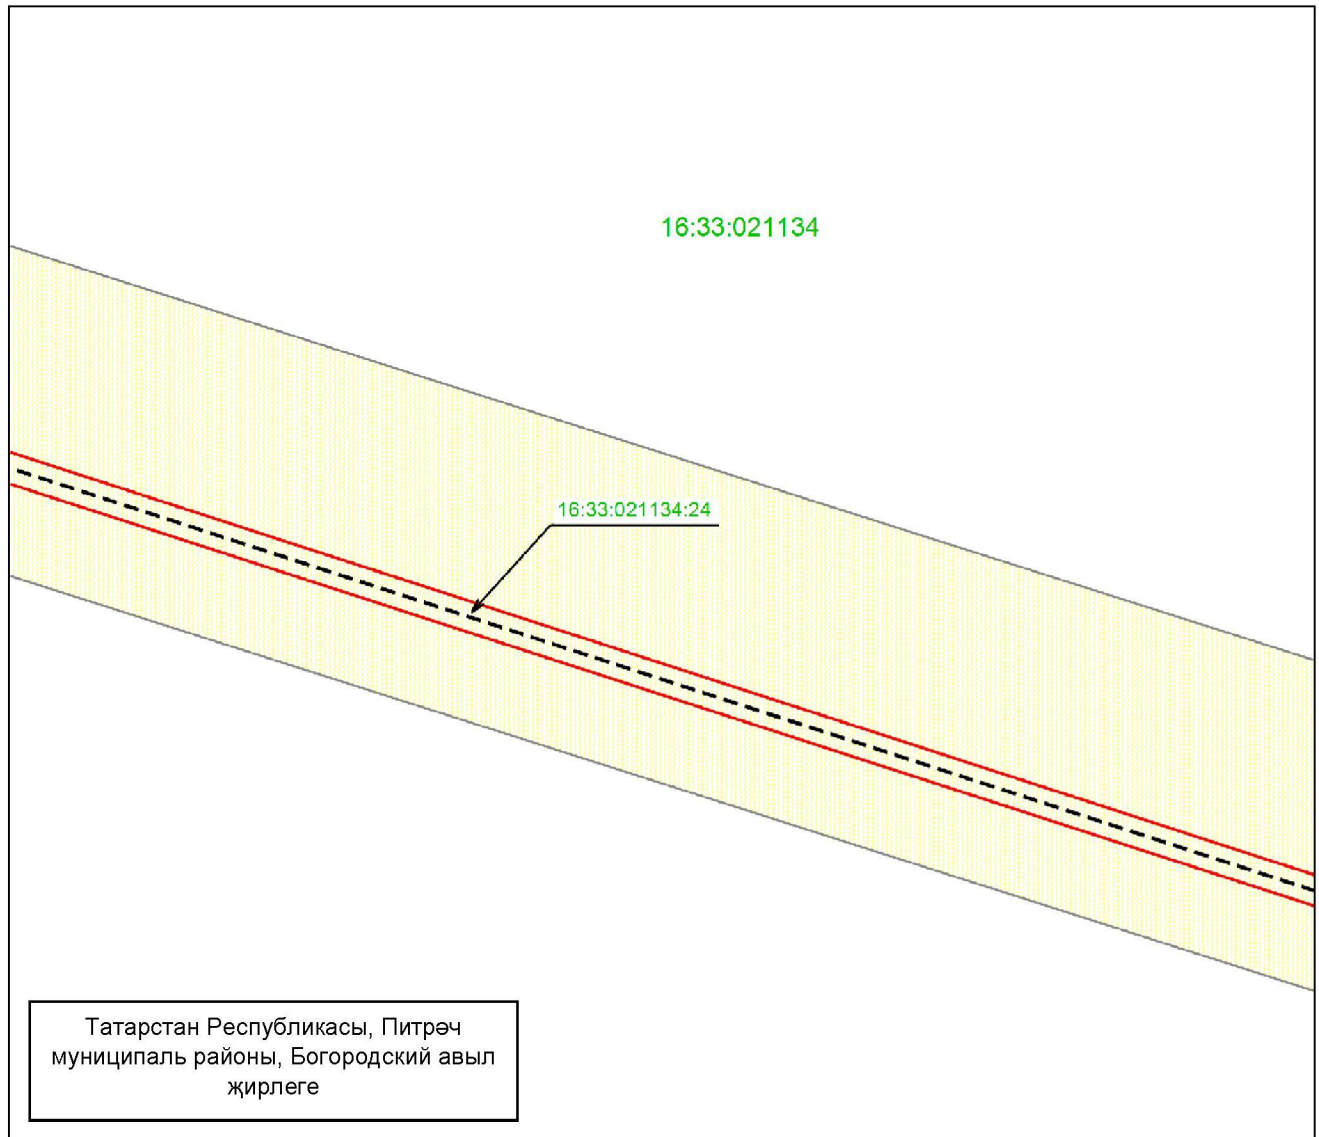 16:33:021134
16:33:021134:24
Татарстан Республикасы, Питрәч
муниципаль районы, Богородский авыл
җирлеге